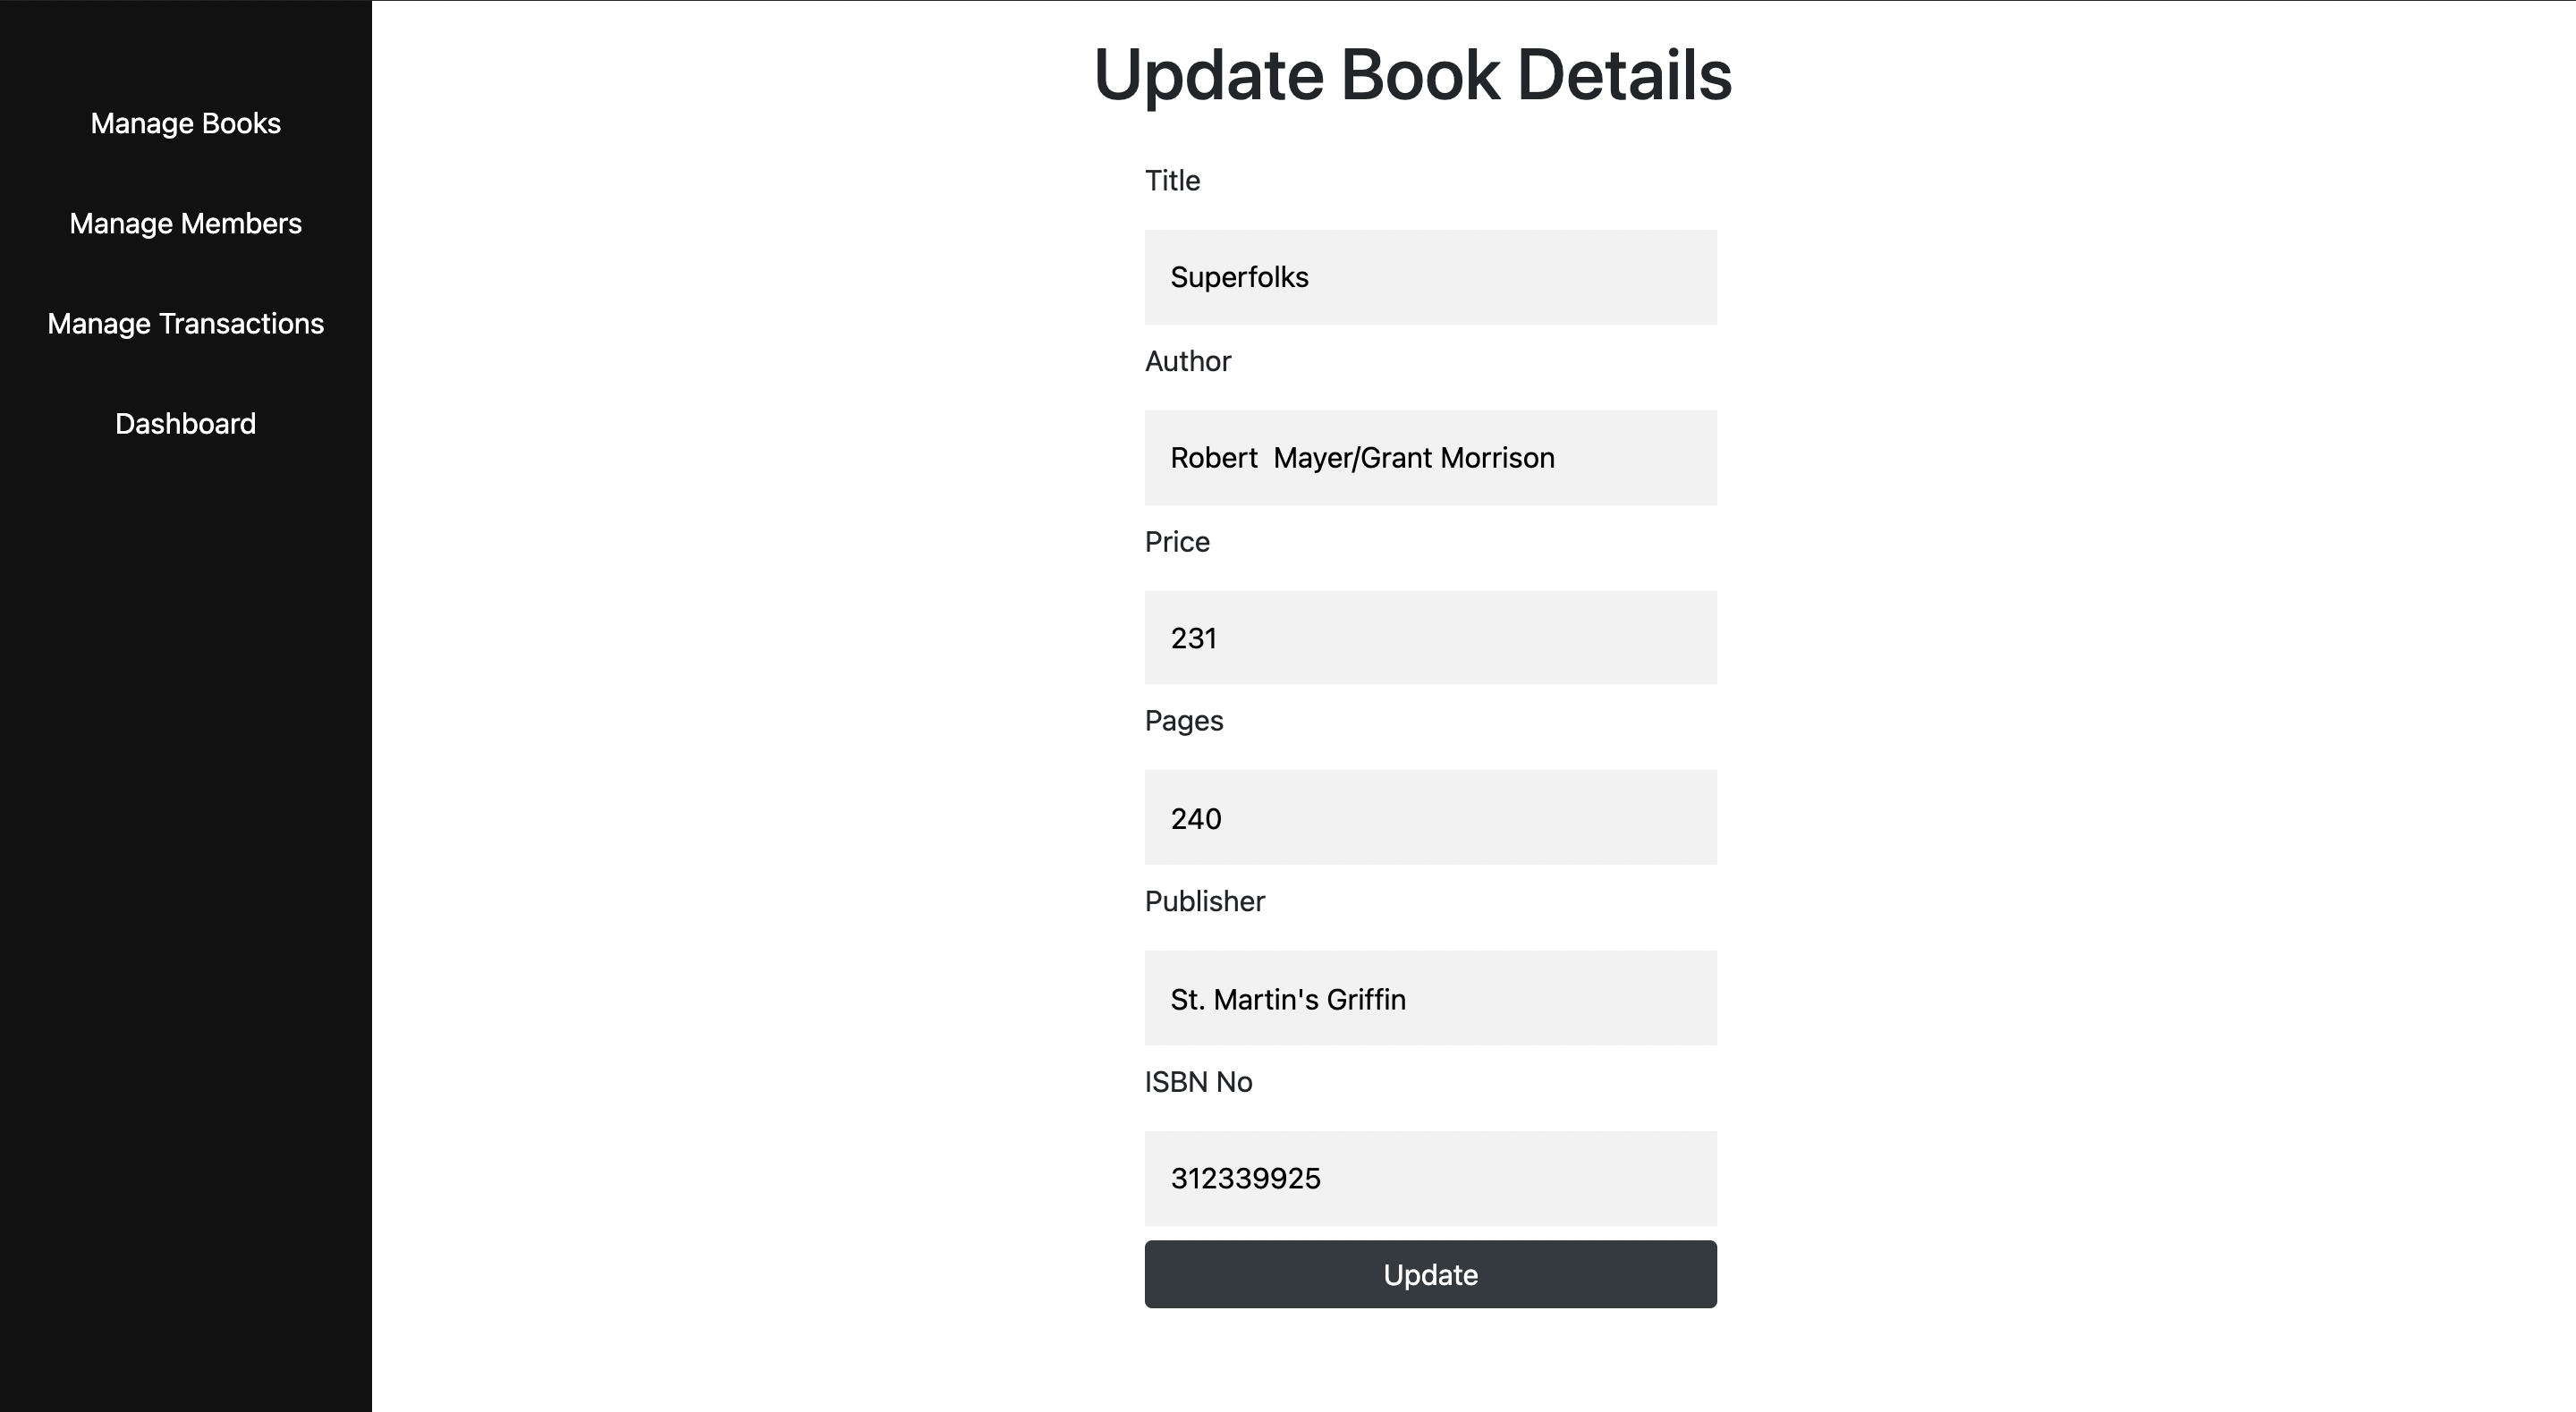 Manage Books
Manage Members
Manage Transactions
Dashboard
Update Book Details
Title
Superfolks
Author
Robert  Mayer/Grant Morrison
Price
231
Pages
240
Publisher
St. Martin's Griffin
ISBN No
312339925
Update